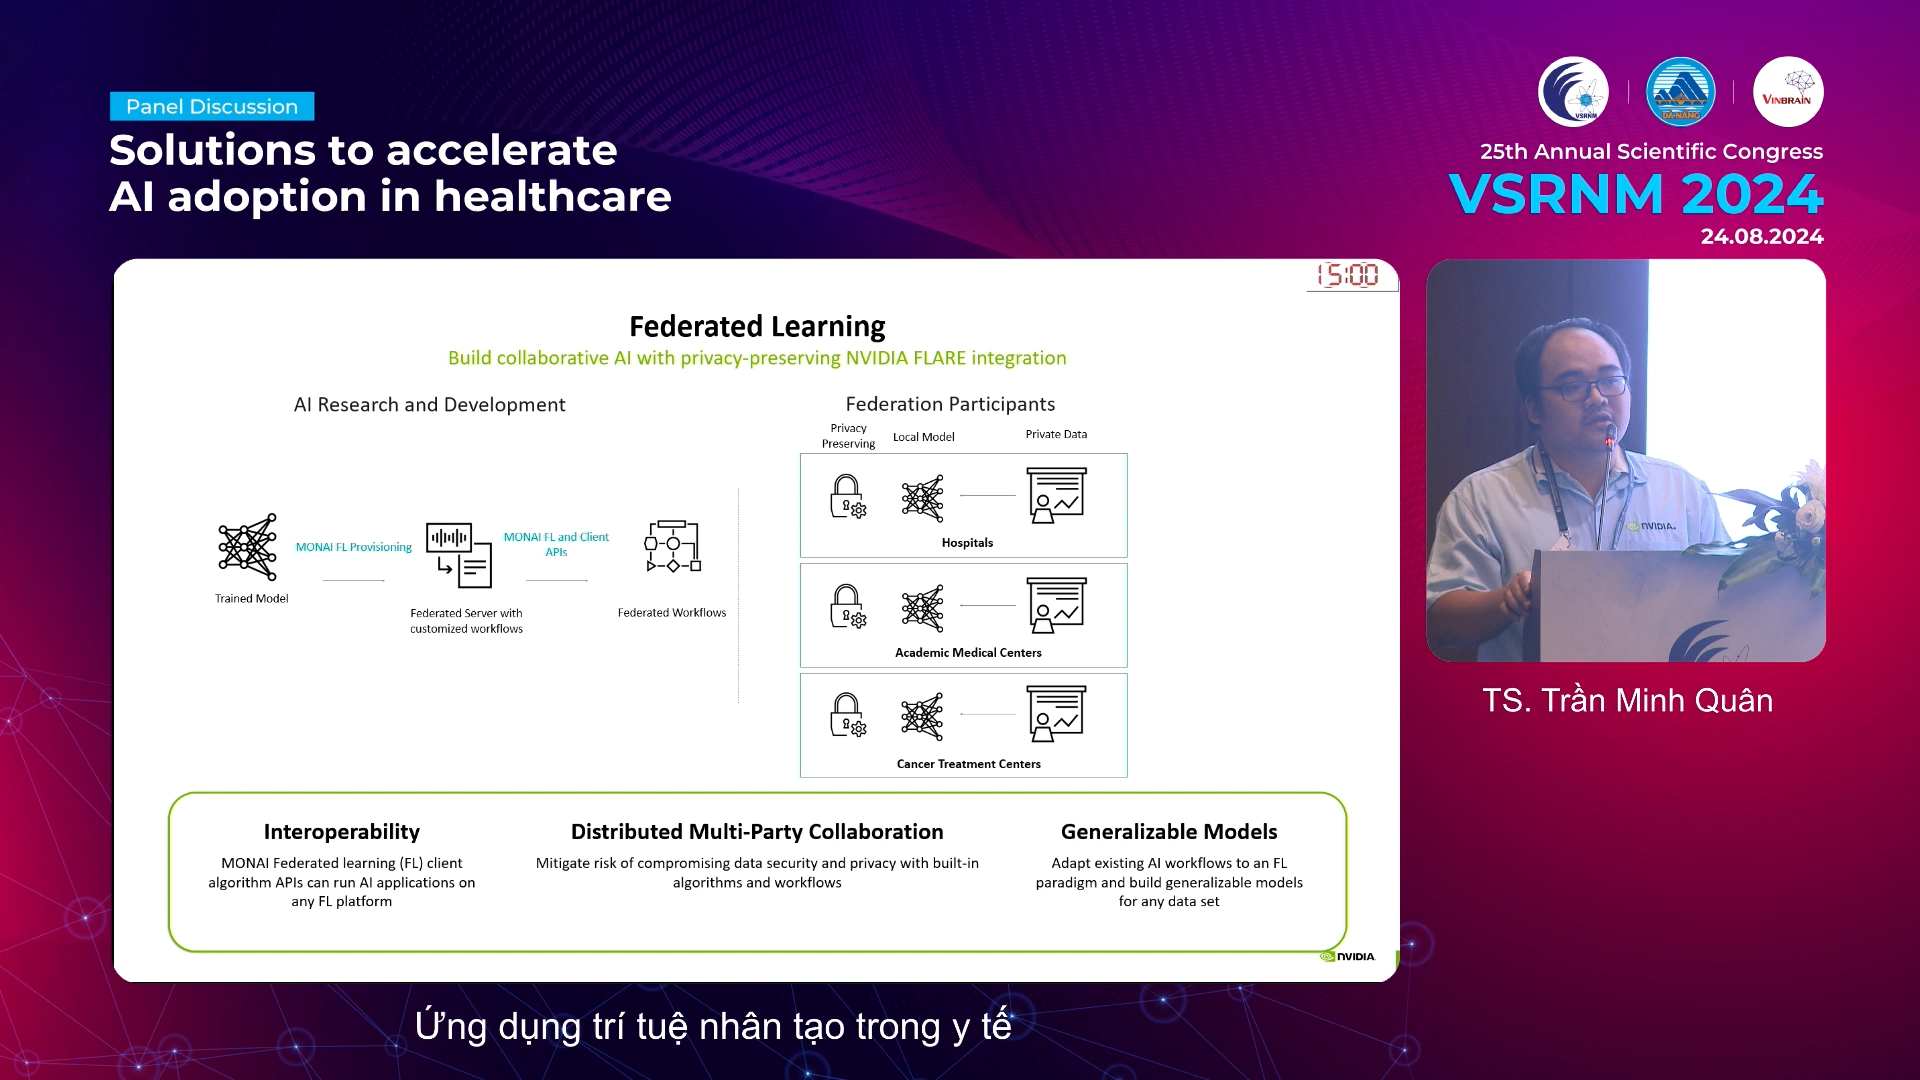 Panel Discussion
Solutions to accelerate
AI adoption in healthcare
VSRNM
DA NANG
VINBRAIN
25th Annual Scientific Congress
VSRNM 2024
24.08.2024
15:00
Federated Learning
Build collaborative AI with privacy-preserving NVIDIA FLARE integration
AI Research and Development
Trained Model
MONAI FL Provisioning
Federated Server with
customized workflows
MONAI FL and Client
APIs
Federated Workflows
Federation Participants
Privacy
Preserving
Local Model
Private Data
Hospitals
Academic Medical Centers
Cancer Treatment Centers
Interoperability
MONAI Federated learning (FL) client
algorithm APIs can run AI applications on
any FL platform
Distributed Multi-Party Collaboration
Mitigate risk of compromising data security and privacy with built-in
algorithms and workflows
Generalizable Models
Adapt existing AI workflows to an FL
paradigm and build generalizable models
for any data set
NVIDIA
NVIDIA
TS. Trần Minh Quân
Ứng dụng trí tuệ nhân tạo trong y tế